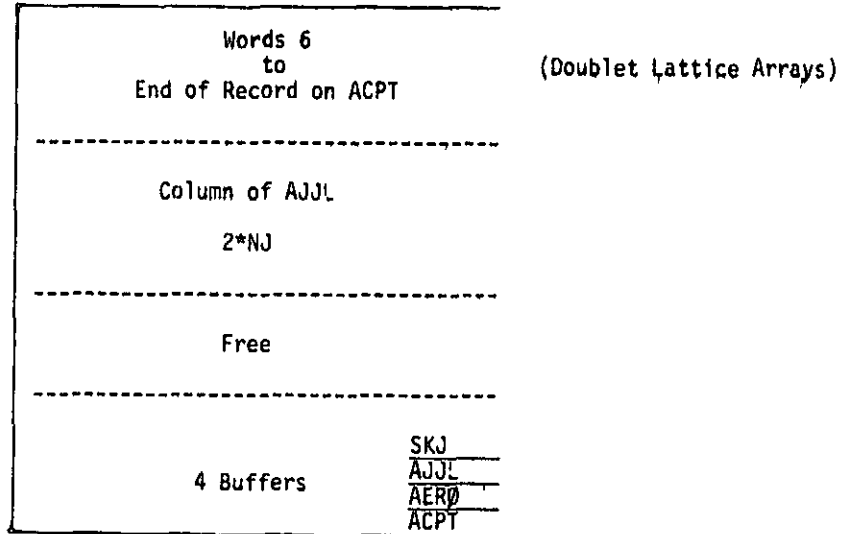 Words 6
to
End of Record on ACPT
(Doublet Lattice Arrays)
Column of AJJL
2*NJ
Free
4 Buffers
SKJ
AJJL
AERØ
ACPT